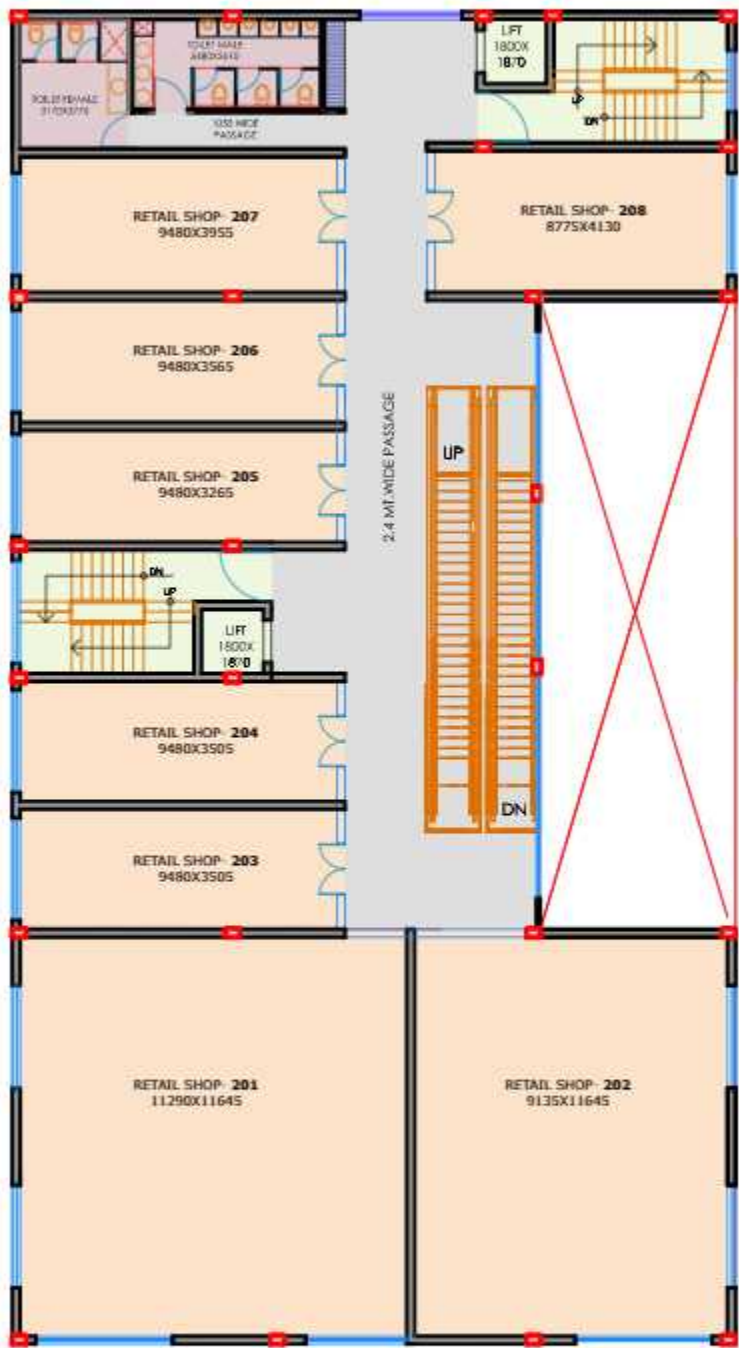 LIFT
1800X
1870
TOILET MALE
UP
DN
TOILET FEMALE
WIDE
PASSAGE
RETAIL SHOP- 207
9480X3955
RETAIL SHOP- 208
8775X4130
RETAIL SHOP- 206
9480X3565
2.4 MT.WIDE PASSAGE
UP
RETAIL SHOP- 205
9480X3265
DN
UP
LIFT
1800X
1870
RETAIL SHOP- 204
9480X3505
DN
RETAIL SHOP- 203
9480X3505
RETAIL SHOP- 201
11290X11645
RETAIL SHOP- 202
9135X11645